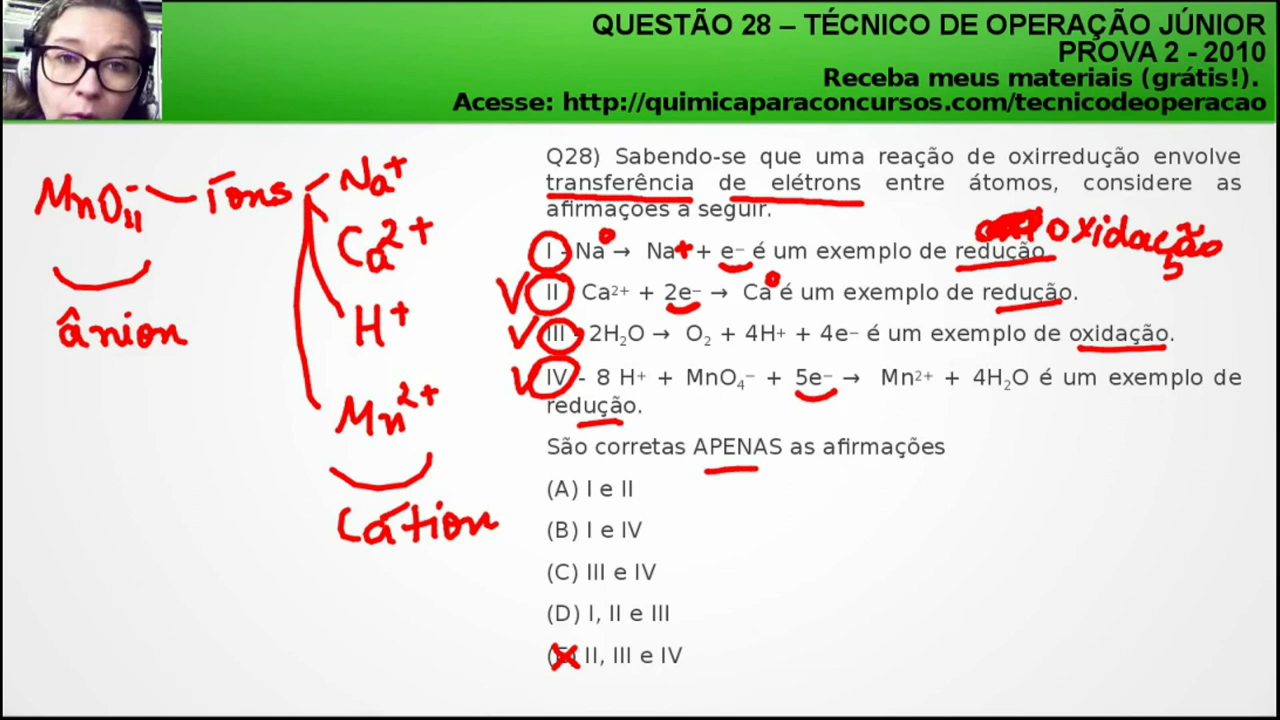 QUESTÃO 28 – TÉCNICO DE OPERAÇÃO JÚNIOR
PROVA 2 - 2010
Receba meus materiais (grátis!).
Acesse: http://quimicaparaconcursos.com/tecnicodeoperacao
Q28) Sabendo-se que uma reação de oxirredução envolve
transferência de elétrons entre átomos, considere as
afirmações a seguir.
oxidação
I - Na⁰ → Na⁺ + e⁻ é um exemplo de redução.
II - Ca²⁺ + 2e⁻ → Ca⁰ é um exemplo de redução.
III - 2H₂O → O₂ + 4H⁺ + 4e⁻ é um exemplo de oxidação.
IV - 8 H⁺ + MnO₄⁻ + 5e⁻ → Mn²⁺ + 4H₂O é um exemplo de
redução.
São corretas APENAS as afirmações
(A) I e II
(B) I e IV
(C) III e IV
(D) I, II e III
(E) II, III e IV
MnO₄⁻ íons Na⁺
Ca²⁺
H⁺
Mn²⁺
ânion
cátion